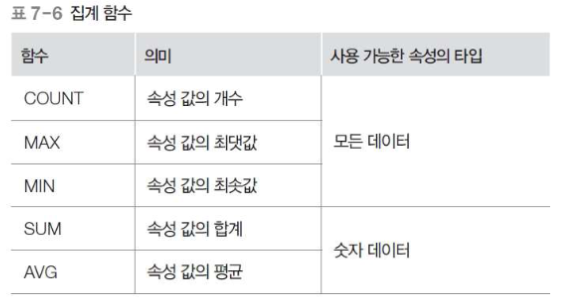 표 7-6 집계 함수
함수 의미 사용 가능한 속성의 타입
COUNT 속성 값의 개수
MAX 속성 값의 최댓값 모든 데이터
MIN 속성 값의 최솟값
SUM 속성 값의 합계
숫자 데이터
AVG 속성 값의 평균